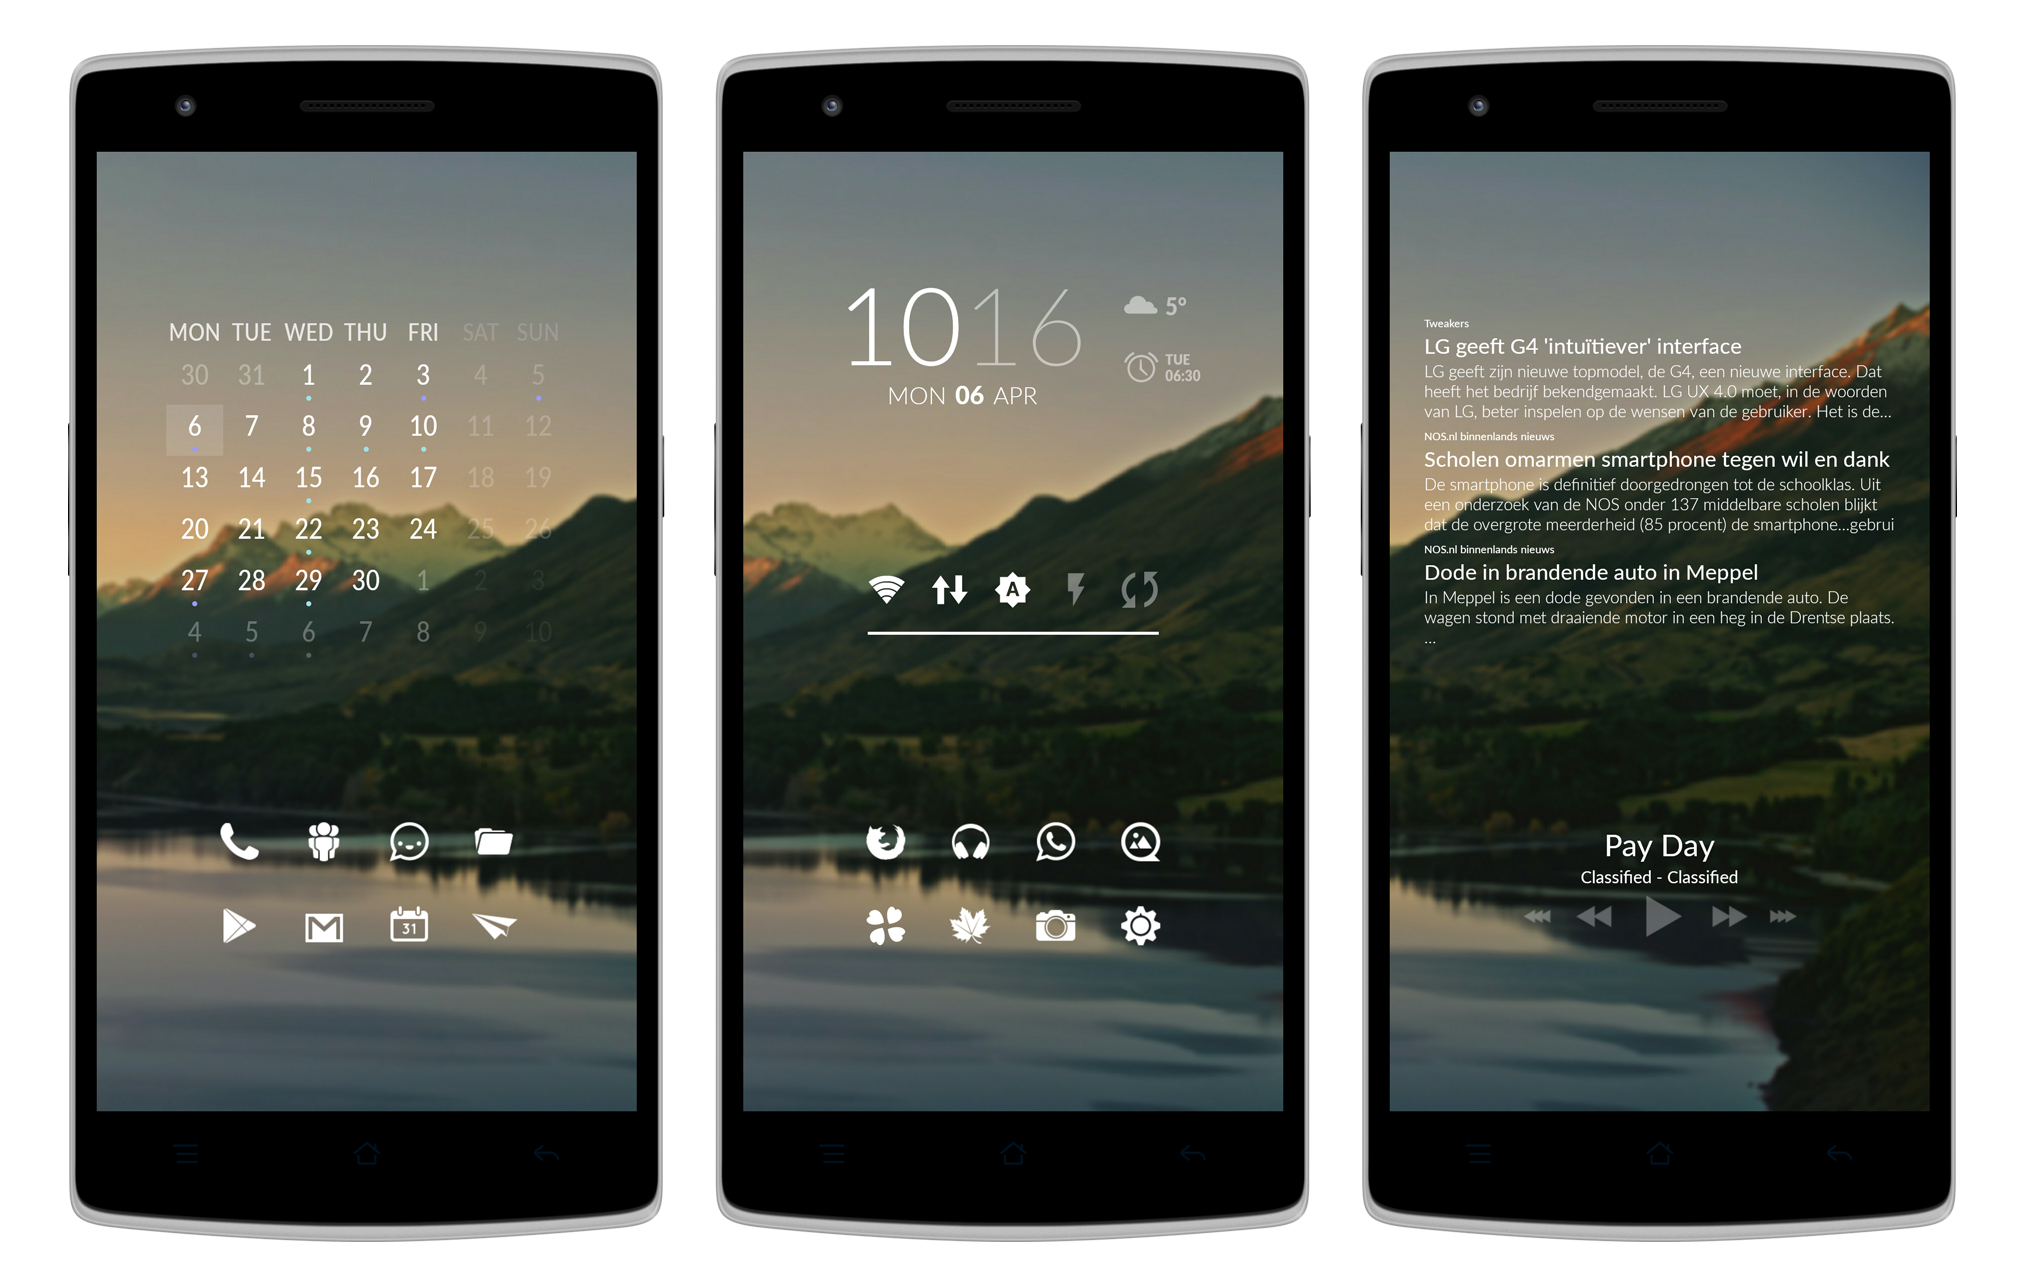 MON TUE WED THU FRI SAT SUN
30 31 1 2 3 4 5
6 7 8 9 10 11 12
13 14 15 16 17 18 19
20 21 22 23 24 25 26
27 28 29 30 1 2 3
4 5 6 7 8 9 10
31
1016
5°
TUE
06:30
MON 06 APR
A
Tweakers
LG geeft G4 'intuïtiever' interface
LG geeft zijn nieuwe topmodel, de G4, een nieuwe interface. Dat
heeft het bedrijf bekendgemaakt. LG UX 4.0 moet, in de woorden
van LG, beter inspelen op de wensen van de gebruiker. Het is de...
NOS.nl binnenlands nieuws
Scholen omarmen smartphone tegen wil en dank
De smartphone is definitief doorgedrongen tot de schoolklas. Uit
een onderzoek van de NOS onder 137 middelbare scholen blijkt
dat de overgrote meerderheid (85 procent) de smartphone...gebrui
NOS.nl binnenlands nieuws
Dode in brandende auto in Meppel
In Meppel is een dode gevonden in een brandende auto. De
wagen stond met draaiende motor in een heg in de Drentse plaats.
...
Pay Day
Classified - Classified